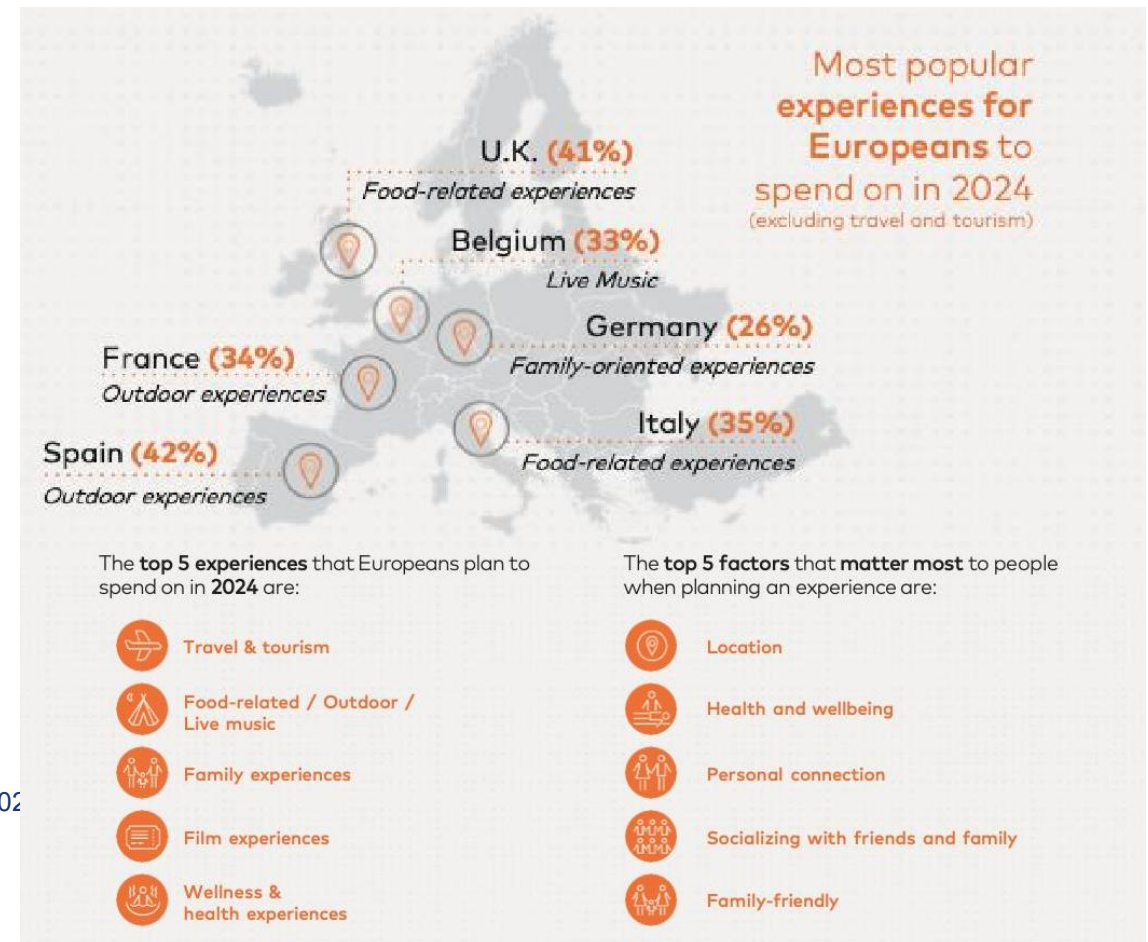 Most popular
experiences for
Europeans to
spend on in 2024
(excluding travel and tourism)
U.K. (41%)
Food-related experiences
Belgium (33%)
Live Music
Germany (26%)
Family-oriented experiences
France (34%)
Outdoor experiences
Italy (35%)
Food-related experiences
Spain (42%)
Outdoor experiences
The top 5 experiences that Europeans plan to
spend on in 2024 are:
Travel & tourism
Food-related / Outdoor /
Live music
Family experiences
Film experiences
Wellness &
health experiences
The top 5 factors that matter most to people
when planning an experience are:
Location
Health and wellbeing
Personal connection
Socializing with friends and family
Family-friendly
02